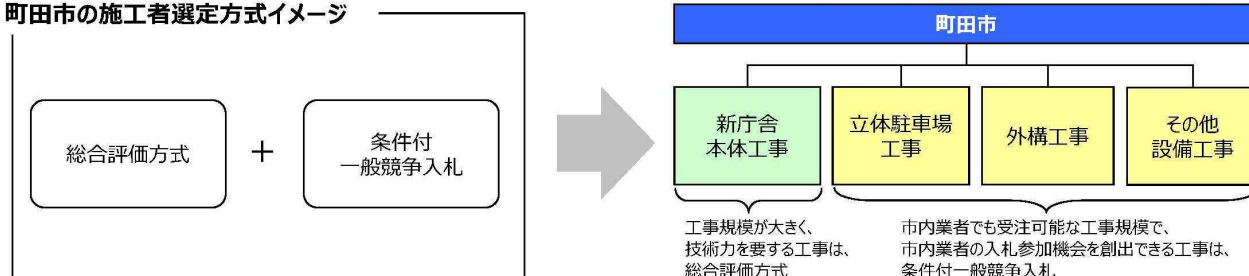 町田市の施工者選定方式イメージ
総合評価方式
+
条件付
一般競争入札
町田市
新庁舎
本体工事
立体駐車場
工事
外構工事
その他
設備工事
工事規模が大きく、
技術力を要する工事は、
総合評価方式
市内業者でも受注可能な工事規模で、
市内業者の入札参加機会を創出できる工事は、
条件付一般競争入札